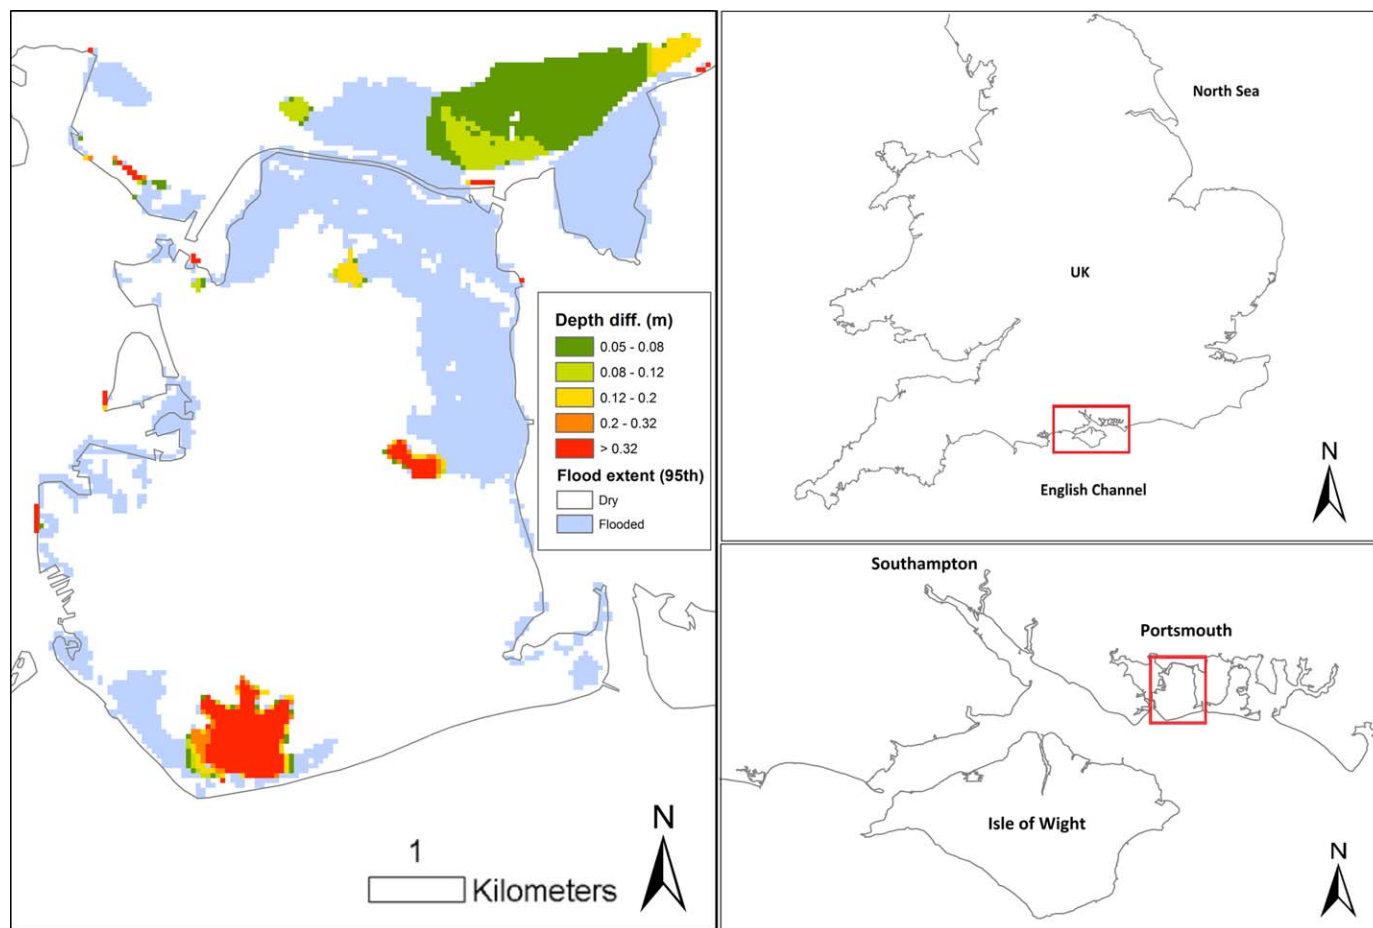 Depth diff. (m)
0.05 - 0.08
0.08 - 0.12
0.12 - 0.2
0.2 - 0.32
> 0.32
Flood extent (95th)
Dry
Flooded
N
1
Kilometers
North Sea
UK
English Channel
N
Southampton
Portsmouth
Isle of Wight
N